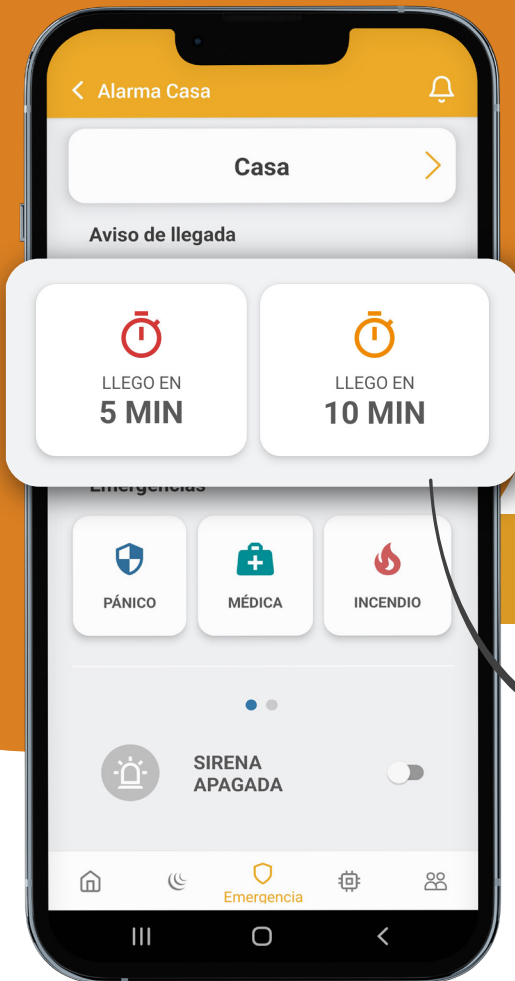 Alarma Casa
Casa
Aviso de llegada
LLEGO EN
5 MIN
LLEGO EN
10 MIN
Emergencias
PÁNICO
MÉDICA
INCENDIO
SIRENA
APAGADA
Emergencia